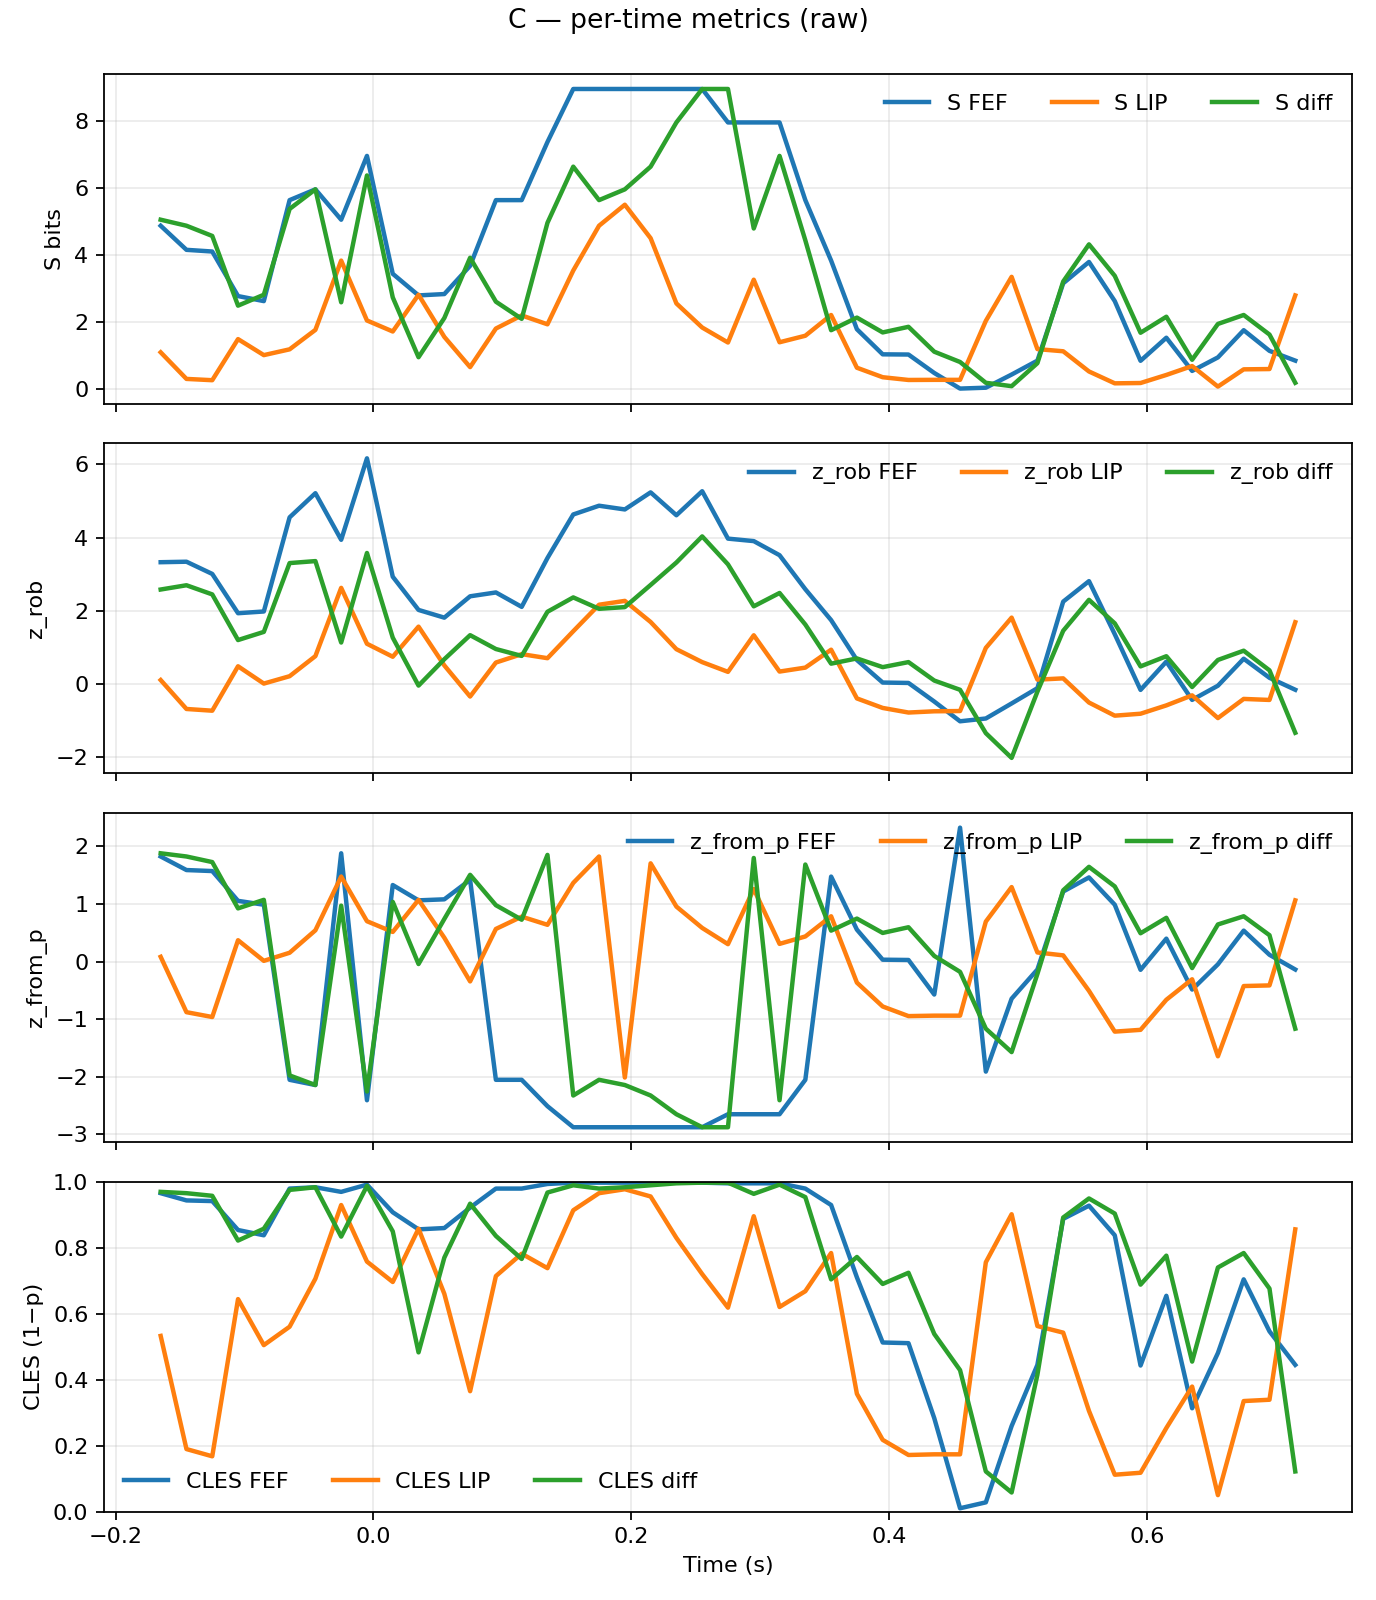 C — per-time metrics (raw)
S FEF S LIP S diff
8
6
4
2
0
S bits
z_rob FEF z_rob LIP z_rob diff
6
4
2
0
−2
z_rob
z_from_p FEF z_from_p LIP z_from_p diff
2
1
0
−1
−2
−3
z_from_p
1.0
0.8
0.6
0.4
0.2
0.0
CLES (1−p)
CLES FEF CLES LIP CLES diff
−0.2 0.0 0.2 0.4 0.6
Time (s)